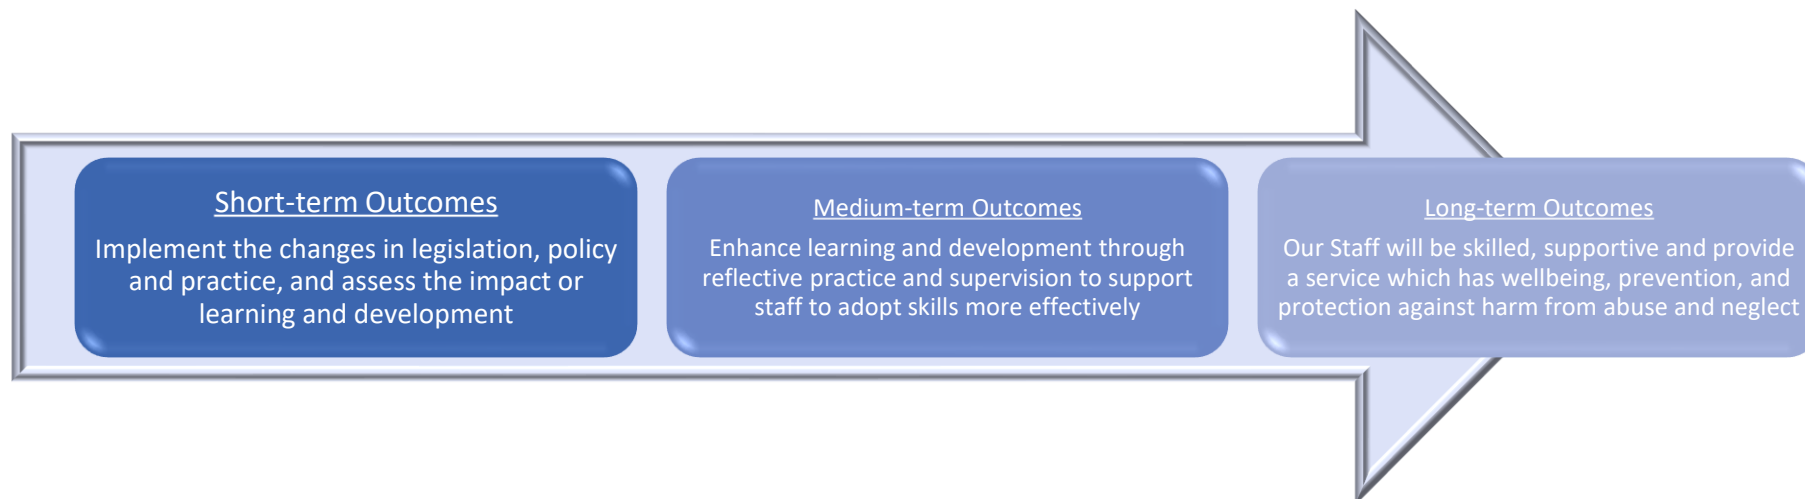 Short-term Outcomes
Implement the changes in legislation, policy
and practice, and assess the impact or
learning and development
Medium-term Outcomes
Enhance learning and development through
reflective practice and supervision to support
staff to adopt skills more effectively
Long-term Outcomes
Our Staff will be skilled, supportive and provide
a service which has wellbeing, prevention, and
protection against harm from abuse and neglect